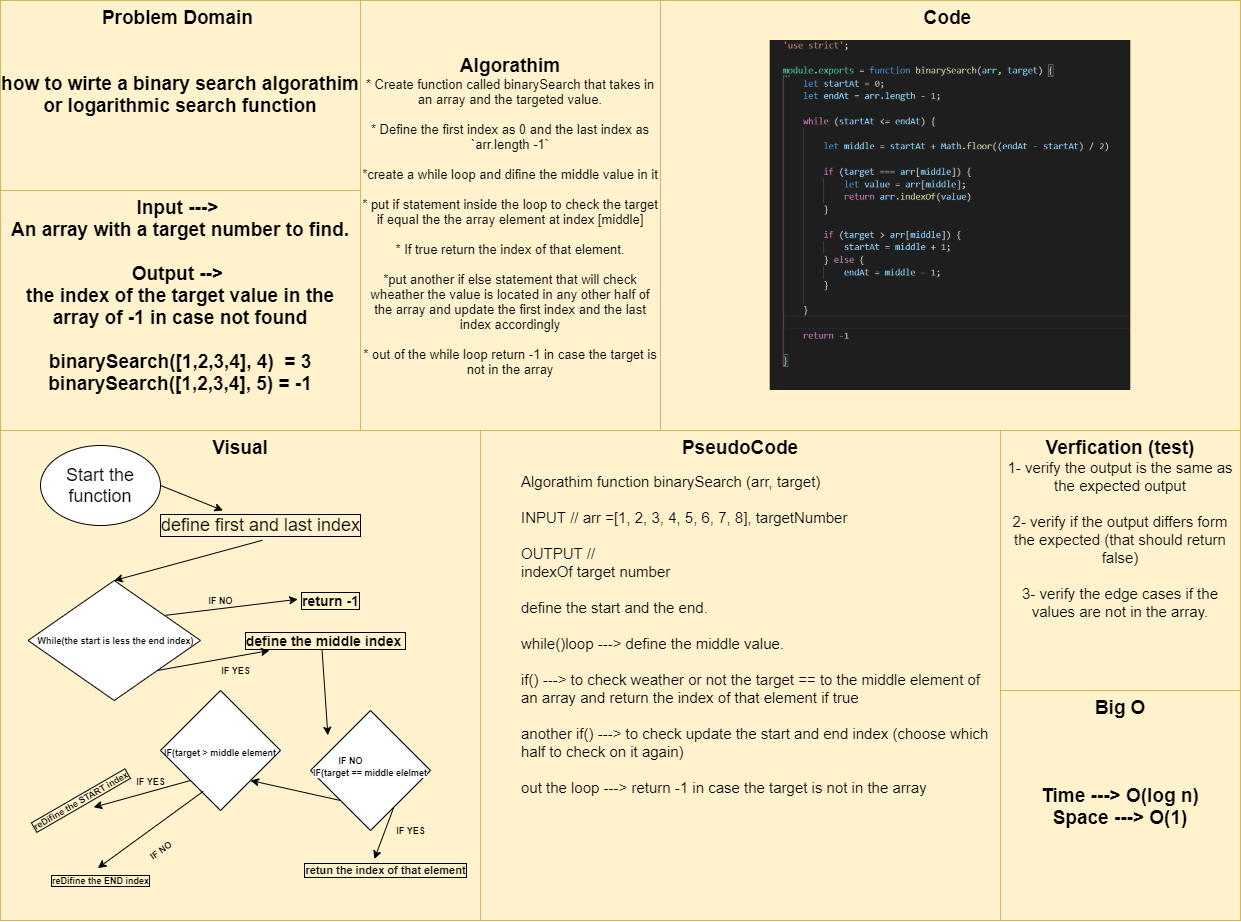 Problem Domain
how to wirte a binary search algorathim
or logarithmic search function
Input --->
An array with a target number to find.
Output -->
the index of the target value in the
array of -1 in case not found
binarySearch([1,2,3,4], 4)  = 3
binarySearch([1,2,3,4], 5) = -1
Algorathim
* Create function called binarySearch that takes in
an array and the targeted value.
* Define the first index as 0 and the last index as
`arr.length -1`
*create a while loop and difine the middle value in it
* put if statement inside the loop to check the target
if equal the the array element at index [middle]
* If true return the index of that element.
*put another if else statement that will check
wheather the value is located in any other half of
the array and update the first index and the last
index accordingly
* out of the while loop return -1 in case the target is
not in the array
Code
'use strict';
module.exports = function binarySearch(arr, target) {
let startAt = 0;
let endAt = arr.length - 1;
while (startAt <= endAt) {
let middle = startAt + Math.floor((endAt - startAt) / 2)
if (target === arr[middle]) {
let value = arr[middle];
return arr.indexOf(value)
}
if (target > arr[middle]) {
startAt = middle + 1;
} else {
endAt = middle - 1;
}
}
return -1
}
Visual
Start the
function
define first and last index
While(the start is less the end index)
IF NO
return -1
IF YES
define the middle index
IF NO
IF(target == middle elelmet
IF(target > middle element
IF YES
reDifine the START index
IF NO
reDifine the END index
IF YES
retun the index of that element
PseudoCode
Algorathim function binarySearch (arr, target)
INPUT // arr =[1, 2, 3, 4, 5, 6, 7, 8], targetNumber
OUTPUT //
indexOf target number
define the start and the end.
while()loop ---> define the middle value.
if() ---> to check weather or not the target == to the middle element of
an array and return the index of that element if true
another if() ---> to check update the start and end index (choose which
half to check on it again)
out the loop ---> return -1 in case the target is not in the array
Verfication (test)
1- verify the output is the same as
the expected output
2- verify if the output differs form
the expected (that should return
false)
3- verify the edge cases if the
values are not in the array.
Big O
Time ---> O(log n)
Space ---> O(1)